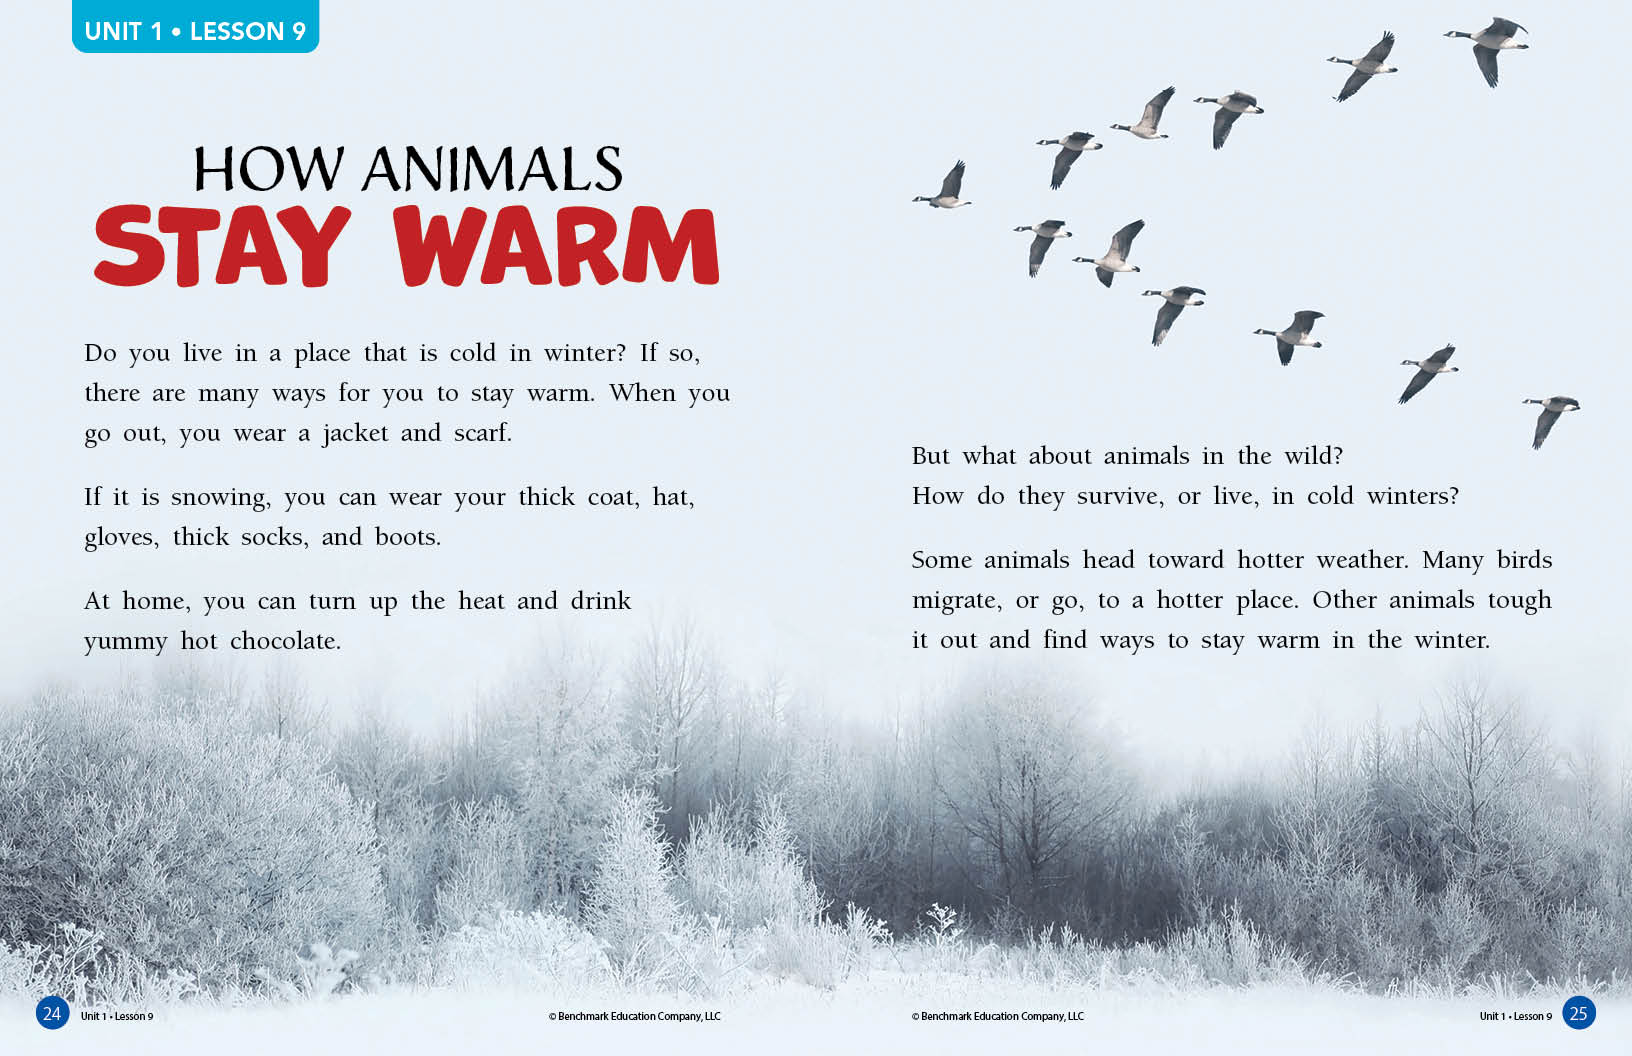 UNIT 1 • LESSON 9
HOW ANIMALS
STAY WARM
Do you live in a place that is cold in winter? If so,
there are many ways for you to stay warm. When you
go out, you wear a jacket and scarf.
If it is snowing, you can wear your thick coat, hat,
gloves, thick socks, and boots.
At home, you can turn up the heat and drink
yummy hot chocolate.
24
Unit 1 • Lesson 9
© Benchmark Education Company, LLC
But what about animals in the wild?
How do they survive, or live, in cold winters?
Some animals head toward hotter weather. Many birds
migrate, or go, to a hotter place. Other animals tough
it out and find ways to stay warm in the winter.
© Benchmark Education Company, LLC
Unit 1 • Lesson 9
25